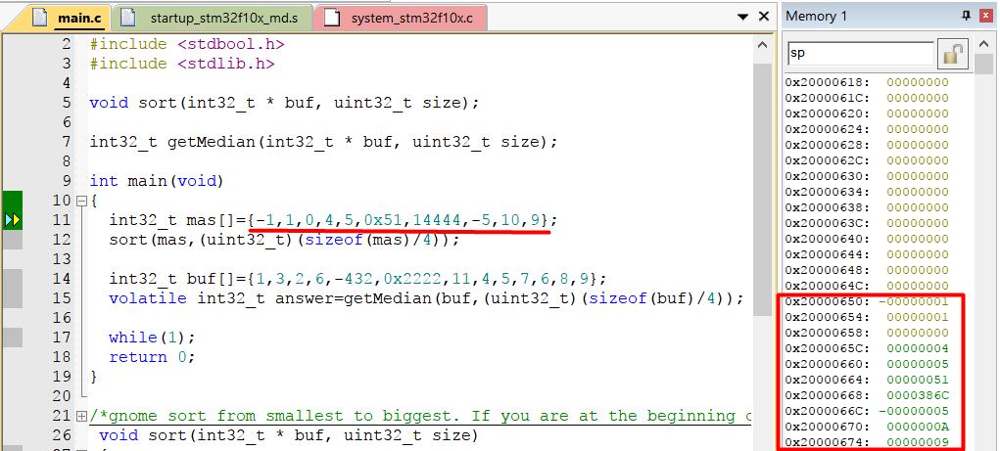 main.c startup_stm32f10x_md.s system_stm32f10x.c
2 #include <stdbool.h>
3 #include <stdlib.h>
4
5 void sort(int32_t * buf, uint32_t size);
6
7 int32_t getMedian(int32_t * buf, uint32_t size);
8
9 int main(void)
10 {
11 int32_t mas[]={-1,1,0,4,5,0x51,14444,-5,10,9};
12 sort(mas,(uint32_t)(sizeof(mas)/4));
13
14 int32_t buf[]={1,3,2,6,-432,0x2222,11,4,5,7,6,8,9};
15 volatile int32_t answer=getMedian(buf,(uint32_t)(sizeof(buf)/4));
16
17 while(1);
18 return 0;
19 }
20
21 /*gnome sort from smallest to biggest. If you are at the beginning
26 void sort(int32_t * buf, uint32_t size)
Memory 1
sp
0x20000618: 00000000
0x2000061C: 00000000
0x20000620: 00000000
0x20000624: 00000000
0x20000628: 00000000
0x2000062C: 00000000
0x20000630: 00000000
0x20000634: 00000000
0x20000638: 00000000
0x2000063C: 00000000
0x20000640: 00000000
0x20000644: 00000000
0x20000648: 00000000
0x2000064C: 00000000
0x20000650: -00000001
0x20000654: 00000001
0x20000658: 00000000
0x2000065C: 00000004
0x20000660: 00000005
0x20000664: 00000051
0x20000668: 0000386C
0x2000066C: -00000005
0x20000670: 0000000A
0x20000674: 00000009